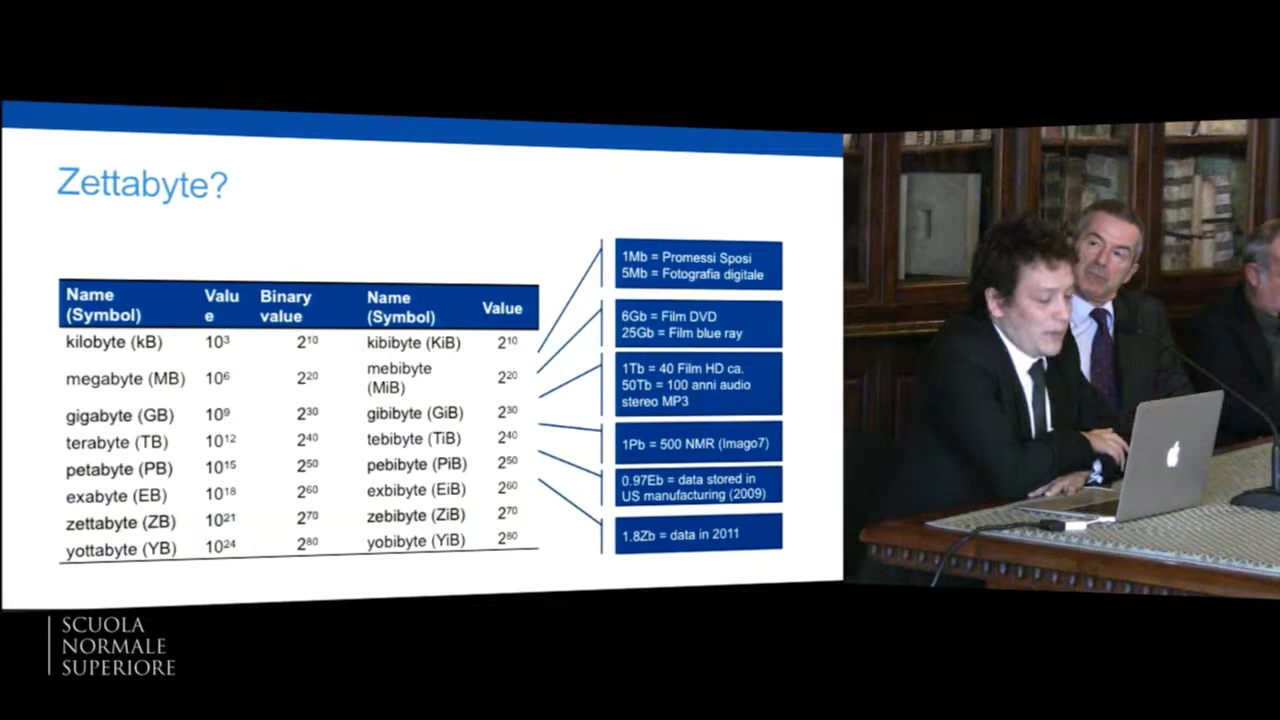 Zettabyte?
Name (Symbol) Valu e Binary value Name (Symbol) Value
kilobyte (kB) 10³ 2¹⁰ kibibyte (KiB) 2¹⁰
megabyte (MB) 10⁶ 2²⁰ mebibyte (MiB) 2²⁰
gigabyte (GB) 10⁹ 2³⁰ gibibyte (GiB) 2³⁰
terabyte (TB) 10¹² 2⁴⁰ tebibyte (TiB) 2⁴⁰
petabyte (PB) 10¹⁵ 2⁵⁰ pebibyte (PiB) 2⁵⁰
exabyte (EB) 10¹⁸ 2⁶⁰ exbibyte (EiB) 2⁶⁰
zettabyte (ZB) 10²¹ 2⁷⁰ zebibyte (ZiB) 2⁷⁰
yottabyte (YB) 10²⁴ 2⁸⁰ yobibyte (YiB) 2⁸⁰
1Mb = Promessi Sposi
5Mb = Fotografia digitale
6Gb = Film DVD
25Gb = Film blue ray
1Tb = 40 Film HD ca.
50Tb = 100 anni audio
stereo MP3
1Pb = 500 NMR (Imago7)
0.97Eb = data stored in
US manufacturing (2009)
1.8Zb = data in 2011
SCUOLA
NORMALE
SUPERIORE